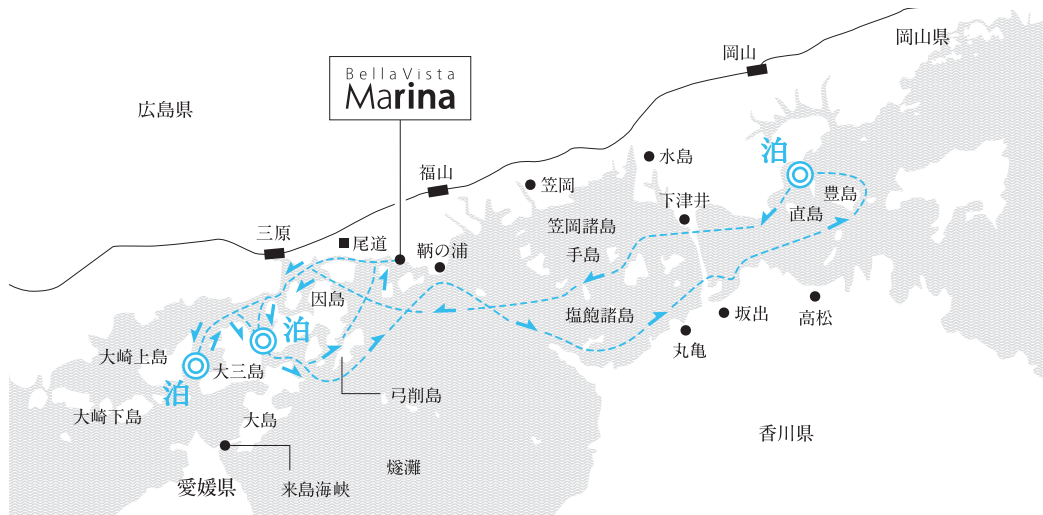 岡山県
岡山
BellaVista
Marina
広島県
水島
泊
福山
笠岡
豊島
下津井
直島
三原
尾道
鞆の浦
笠岡諸島
手島
因島
塩飽諸島
坂出
高松
泊
丸亀
大崎上島
大三島
泊
弓削島
大崎下島
大島
香川県
燧灘
愛媛県
来島海峡